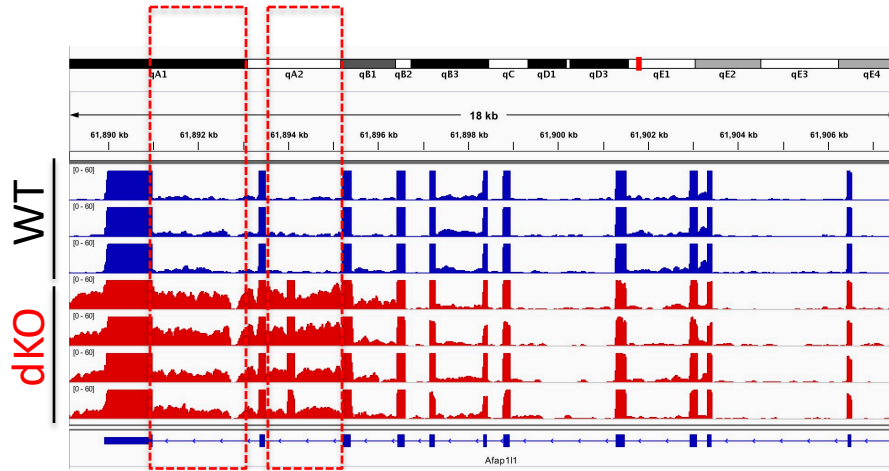 qA1 qA2 qB1 qB2 qB3 qC qD1 qD3 qE1 qE2 qE3 qE4
18 kb
61,890 kb 61,892 kb 61,894 kb 61,896 kb 61,898 kb 61,900 kb 61,902 kb 61,904 kb 61,906 kb
WT
[0 - 60]
[0 - 60]
[0 - 60]
dKO
[0 - 60]
[0 - 60]
[0 - 60]
[0 - 60]
Afap1l1